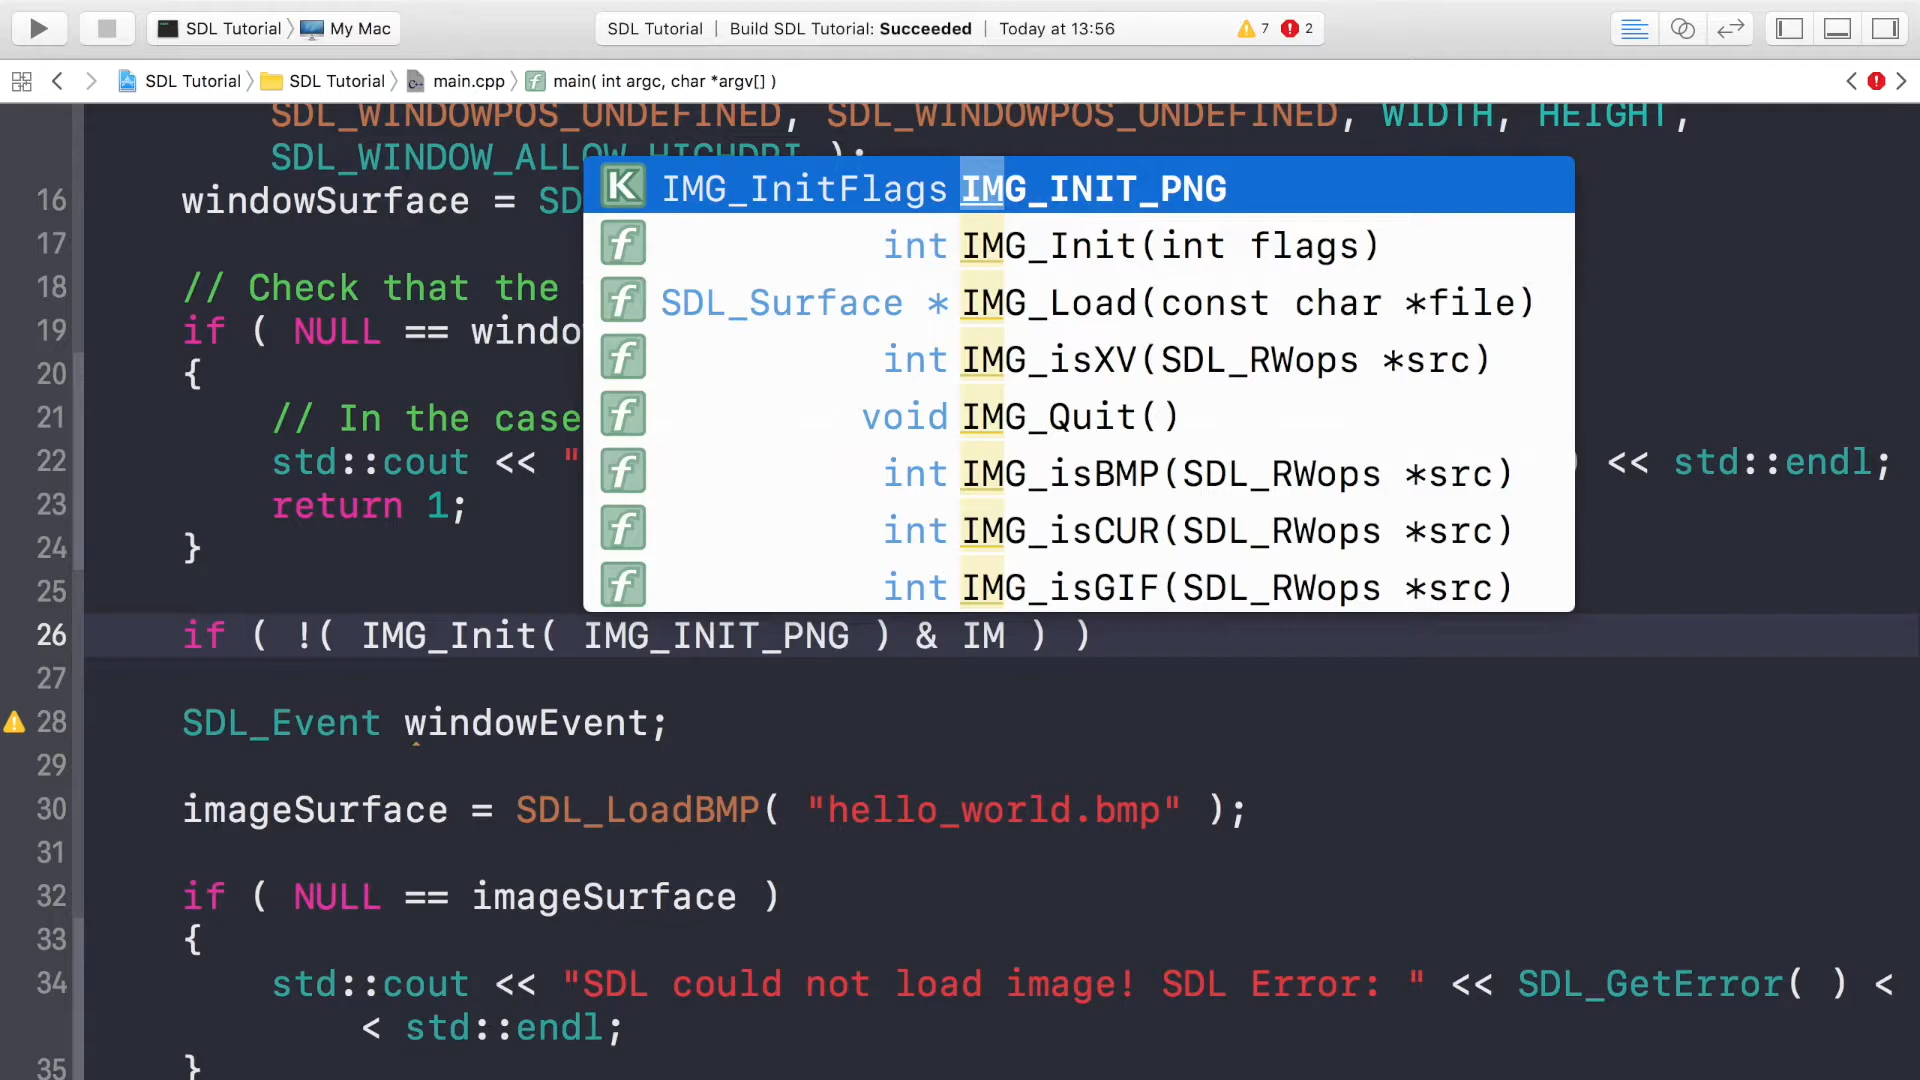 SDL Tutorial My Mac SDL Tutorial | Build SDL Tutorial: Succeeded | Today at 13:56 7 2
SDL Tutorial SDL Tutorial main.cpp main( int argc, char *argv[] )
SDL_WINDOWPOS_UNDEFINED, SDL_WINDOWPOS_UNDEFINED, WIDTH, HEIGHT,
SDL_WINDOW_ALLOW_HIGHDPI );
16 windowSurface = SD
17
18 // Check that the
19 if ( NULL == windo
20 {
21 // In the case
22 std::cout << " ) << std::endl;
23 return 1;
24 }
25
K IMG_InitFlags IMG_INIT_PNG
f int IMG_Init(int flags)
f SDL_Surface * IMG_Load(const char *file)
f int IMG_isXV(SDL_RWops *src)
f void IMG_Quit()
f int IMG_isBMP(SDL_RWops *src)
f int IMG_isCUR(SDL_RWops *src)
f int IMG_isGIF(SDL_RWops *src)
26 if ( !( IMG_Init( IMG_INIT_PNG ) & IM ) )
27
28 SDL_Event windowEvent;
29
30 imageSurface = SDL_LoadBMP( "hello_world.bmp" );
31
32 if ( NULL == imageSurface )
33 {
34 std::cout << "SDL could not load image! SDL Error: " << SDL_GetError( ) <
< std::endl;
35 }